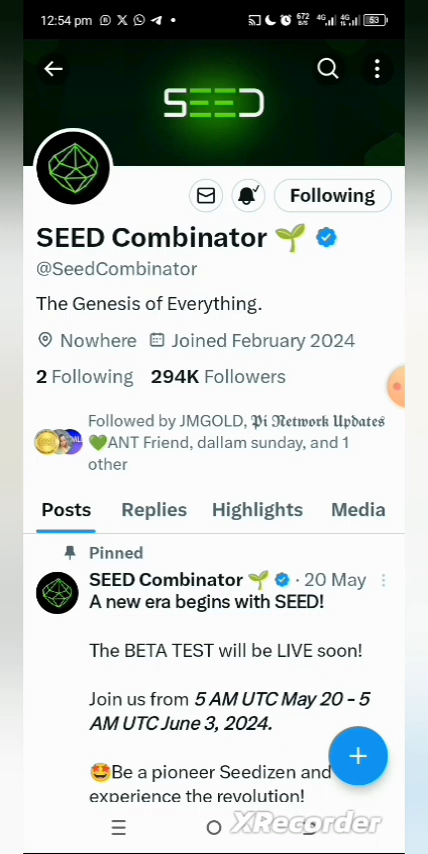 12:54 pm
672 B/S 4G 4G 53
SEED
Following
SEED Combinator
@SeedCombinator
The Genesis of Everything.
Nowhere Joined February 2024
2 Following 294K Followers
Followed by JMGOLD, 𝕻𝖎 𝕹𝖊𝖙𝖜𝖔𝖗𝖐 𝖀𝖕𝖉𝖆𝖙𝖊𝖘
💚ANT Friend, dallam sunday, and 1
other
Posts Replies Highlights Media
Pinned
SEED Combinator 🌱 · 20 May
A new era begins with SEED!
The BETA TEST will be LIVE soon!
Join us from 5 AM UTC May 20 – 5
AM UTC June 3, 2024.
🤩Be a pioneer Seedizen and
experience the revolution!
XRecorder